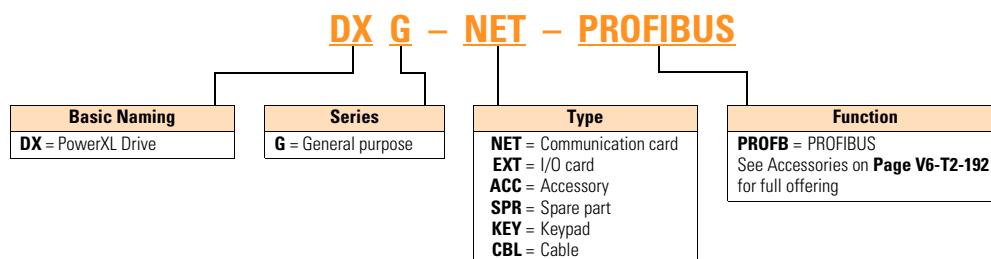 DX G – NET – PROFIBUS
Basic Naming
DX = PowerXL Drive
Series
G = General purpose
Type
NET = Communication card
EXT = I/O card
ACC = Accessory
SPR = Spare part
KEY = Keypad
CBL = Cable
Function
PROFB = PROFIBUS
See Accessories on Page V6-T2-192
for full offering